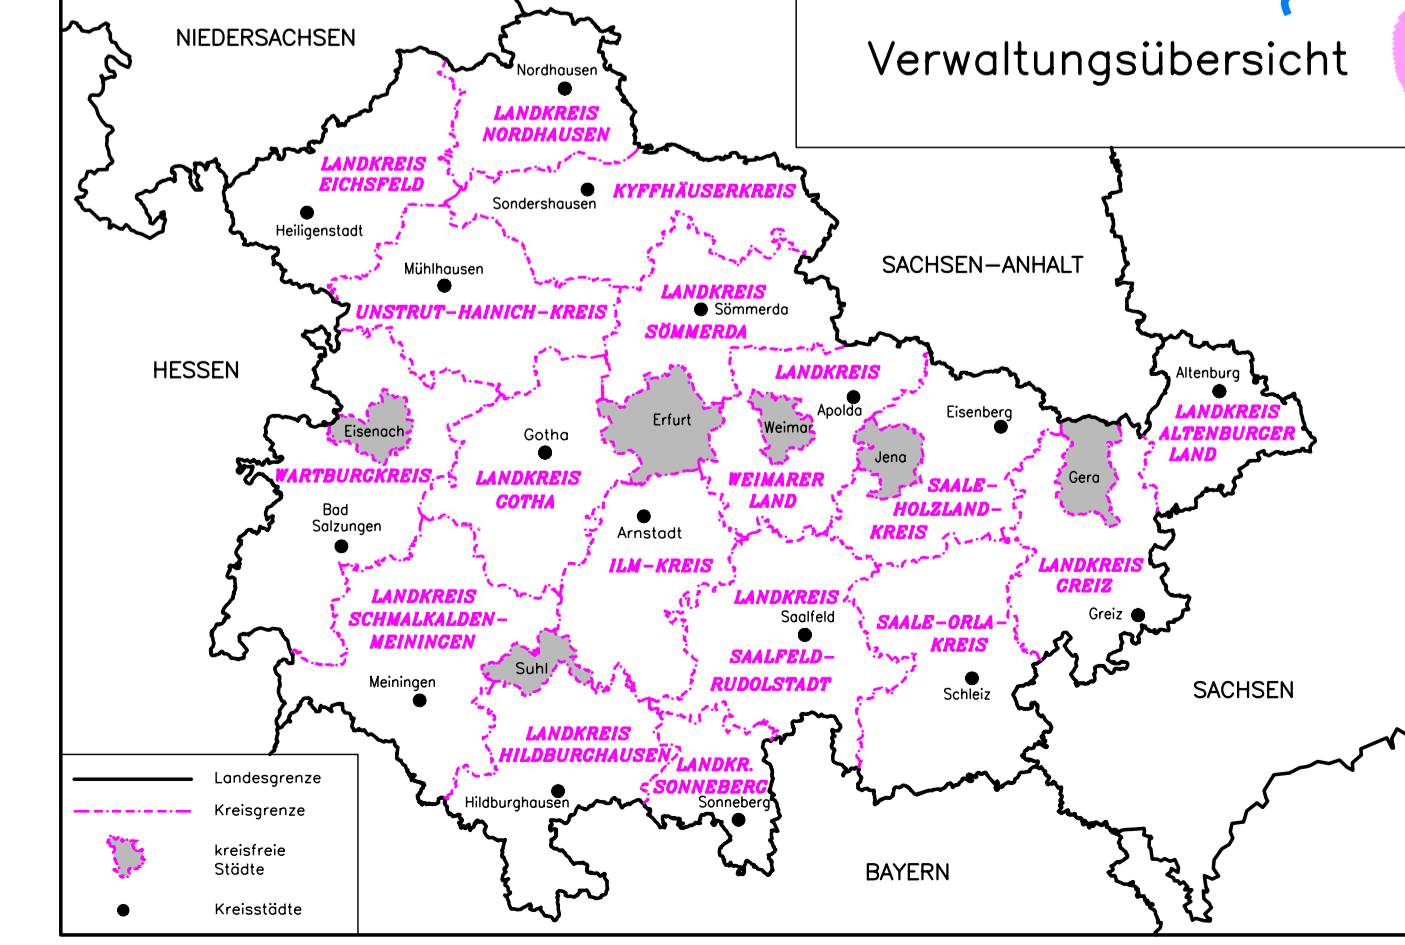 NIEDERSACHSEN
Verwaltungsübersicht
Nordhausen
LANDKREIS
NORDHAUSEN
LANDKREIS
EICHSFELD
KYFFHÄUSERKREIS
Sondershausen
Heiligenstadt
SACHSEN-ANHALT
Mühlhausen
LANDKREIS
Sömmerda
UNSTRUT-HAINICH-KREIS
SÖMMERDA
HESSEN
LANDKREIS
Altenburg
Apolda
Eisenberg
LANDKREIS
ALTENBURGER
LAND
Erfurt
Weimar
Eisenach
Gotha
Jena
WARTBURGKREIS
LANDKREIS
GOTHA
WEIMARER
LAND
Gera
SAALE-
HOLZLAND-
KREIS
Bad
Salzungen
Arnstadt
ILM-KREIS
LANDKREIS
GREIZ
LANDKREIS
SCHMALKALDEN-
MEININGEN
LANDKREIS
Saalfeld
SAALFELD-
RUDOLSTADT
SAALE-ORLA-
KREIS
Greiz
Suhl
Meiningen
Schleiz
SACHSEN
LANDKREIS
HILDBURGHAUSEN
LANDKR.
SONNEBERG
Hildburghausen
Sonneberg
BAYERN
Landesgrenze
Kreisgrenze
kreisfreie
Städte
Kreisstädte